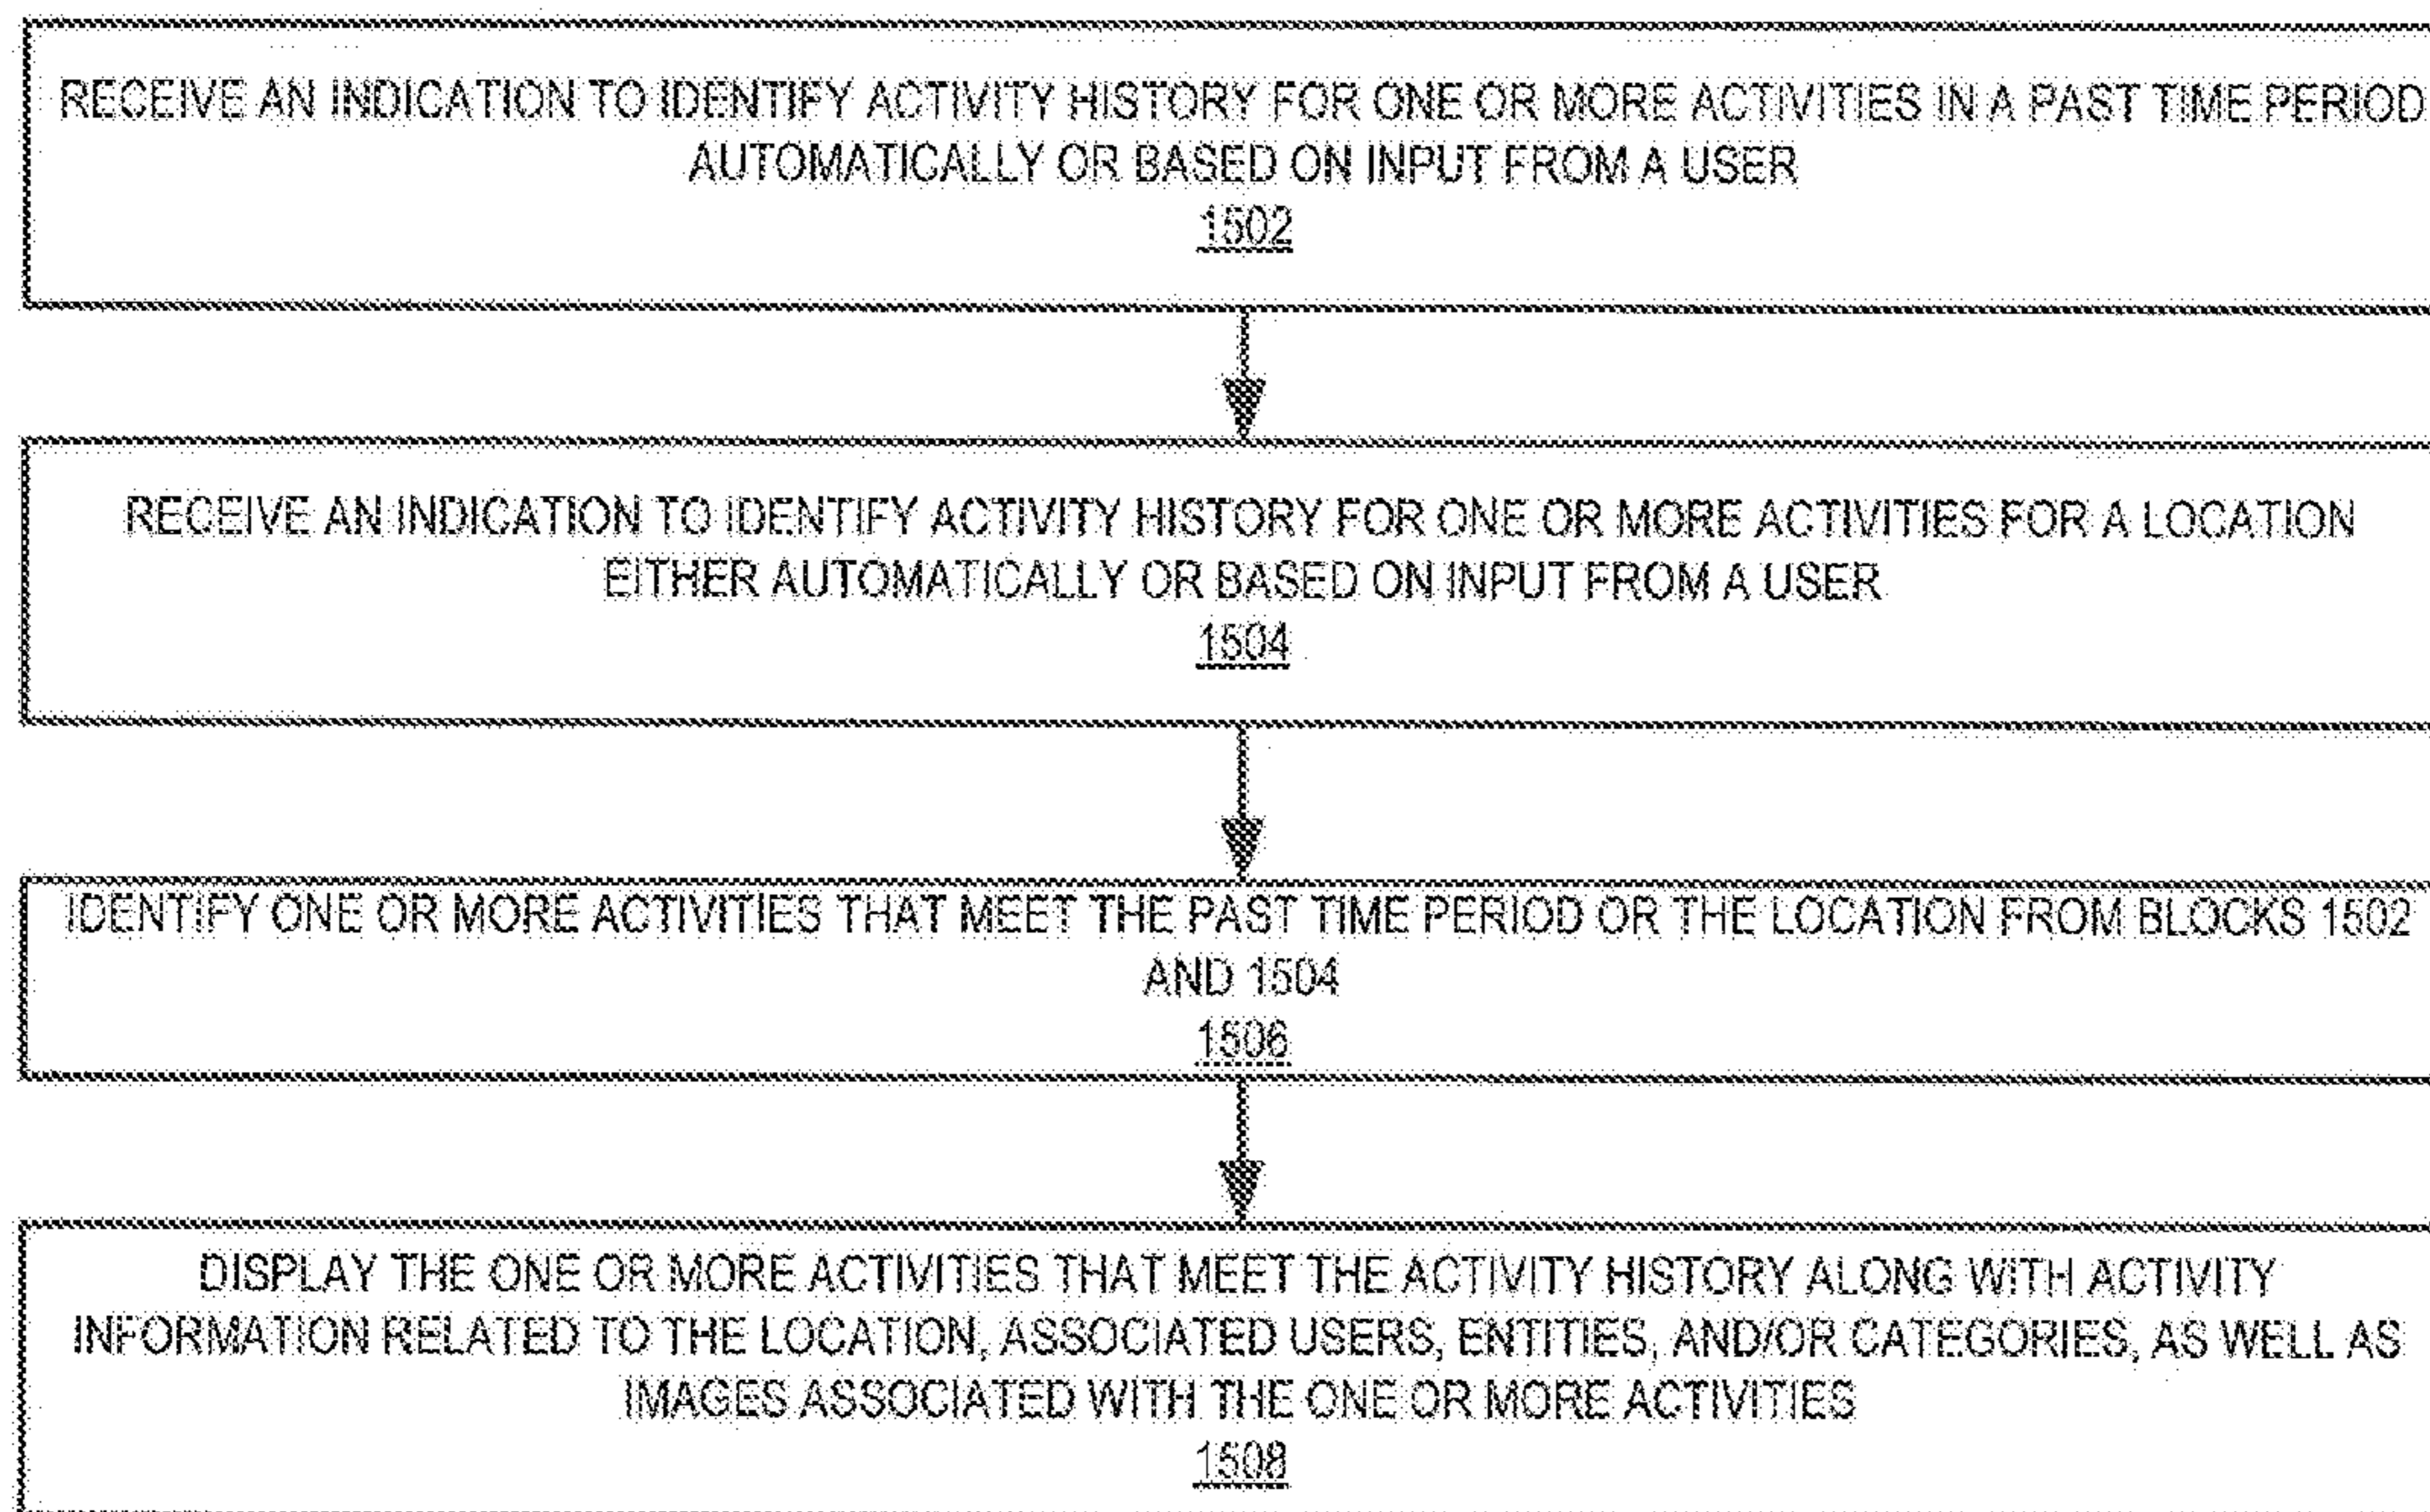 RECEIVE AN INDICATION TO IDENTIFY ACTIVITY HISTORY FOR ONE OR MORE ACTIVITIES IN A PAST TIME PERIOD
AUTOMATICALLY OR BASED ON INPUT FROM A USER
1502
RECEIVE AN INDICATION TO IDENTIFY ACTIVITY HISTORY FOR ONE OR MORE ACTIVITIES FOR A LOCATION
EITHER AUTOMATICALLY OR BASED ON INPUT FROM A USER
1504
IDENTIFY ONE OR MORE ACTIVITIES THAT MEET THE PAST TIME PERIOD OR THE LOCATION FROM BLOCKS 1502
AND 1504
1506
DISPLAY THE ONE OR MORE ACTIVITIES THAT MEET THE ACTIVITY HISTORY ALONG WITH ACTIVITY
INFORMATION RELATED TO THE LOCATION, ASSOCIATED USERS, ENTITIES, AND/OR CATEGORIES, AS WELL AS
IMAGES ASSOCIATED WITH THE ONE OR MORE ACTIVITIES
1508